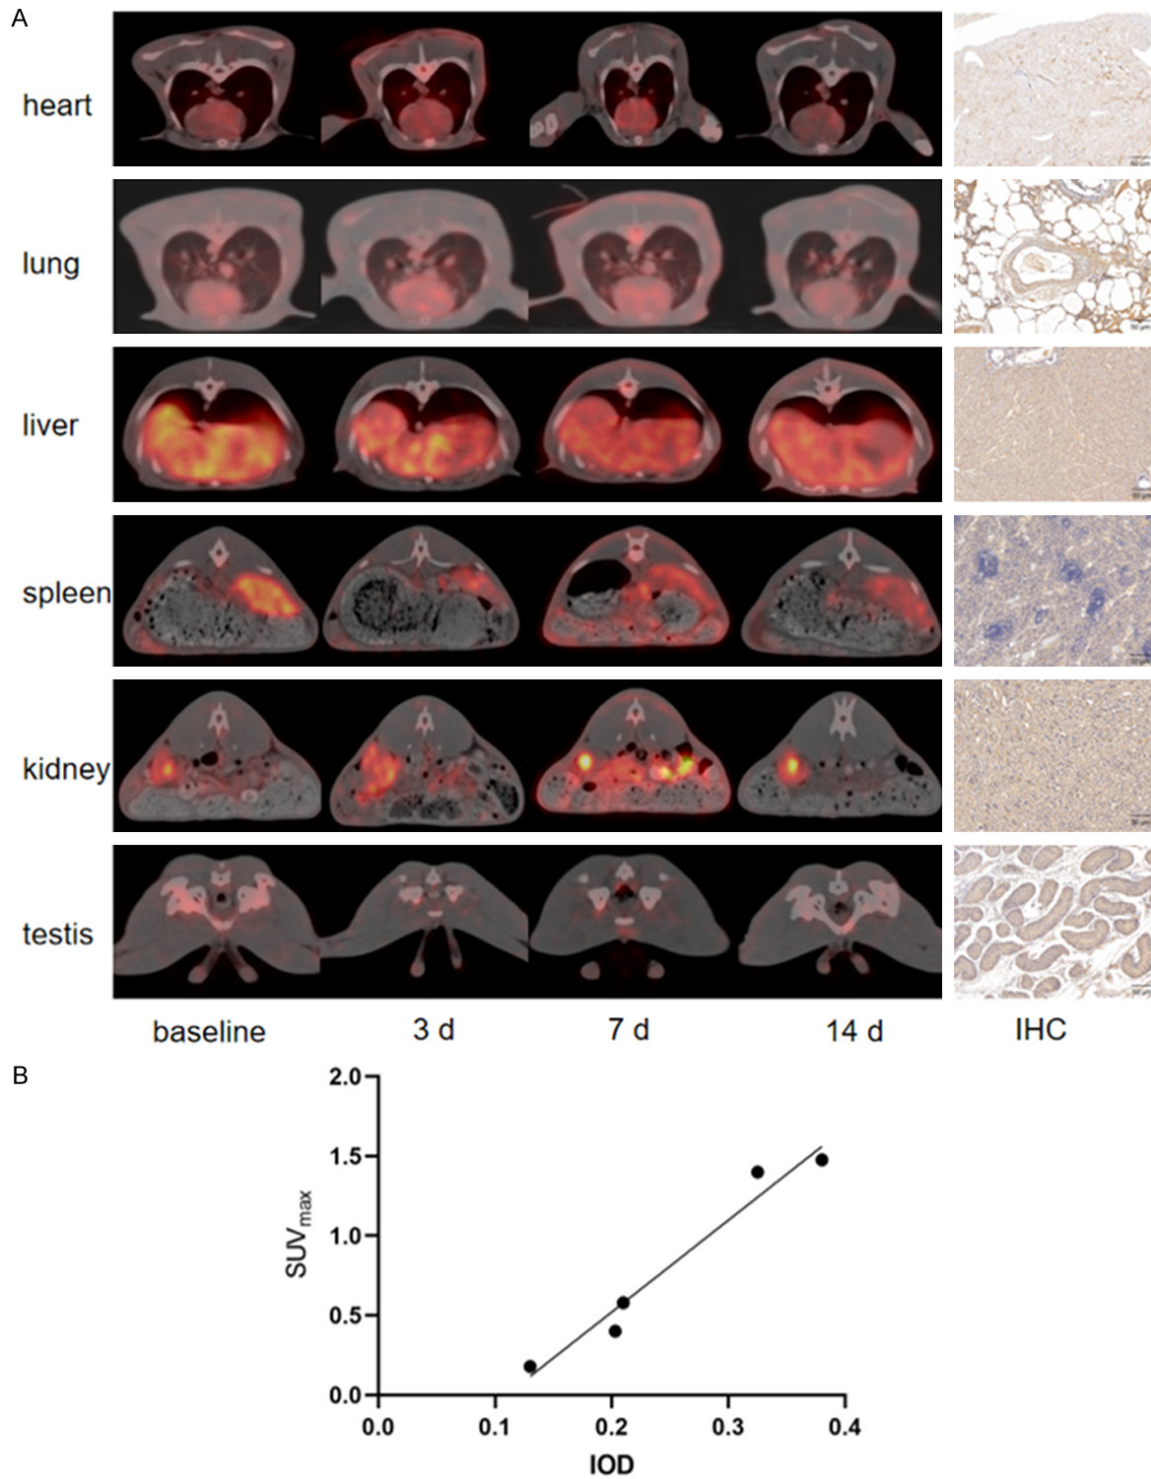 A
heart
lung
liver
spleen
kidney
testis
baseline 3 d 7 d 14 d IHC
B
2.0
1.5
1.0
0.5
0.0
SUVmax
0.0 0.1 0.2 0.3 0.4
IOD